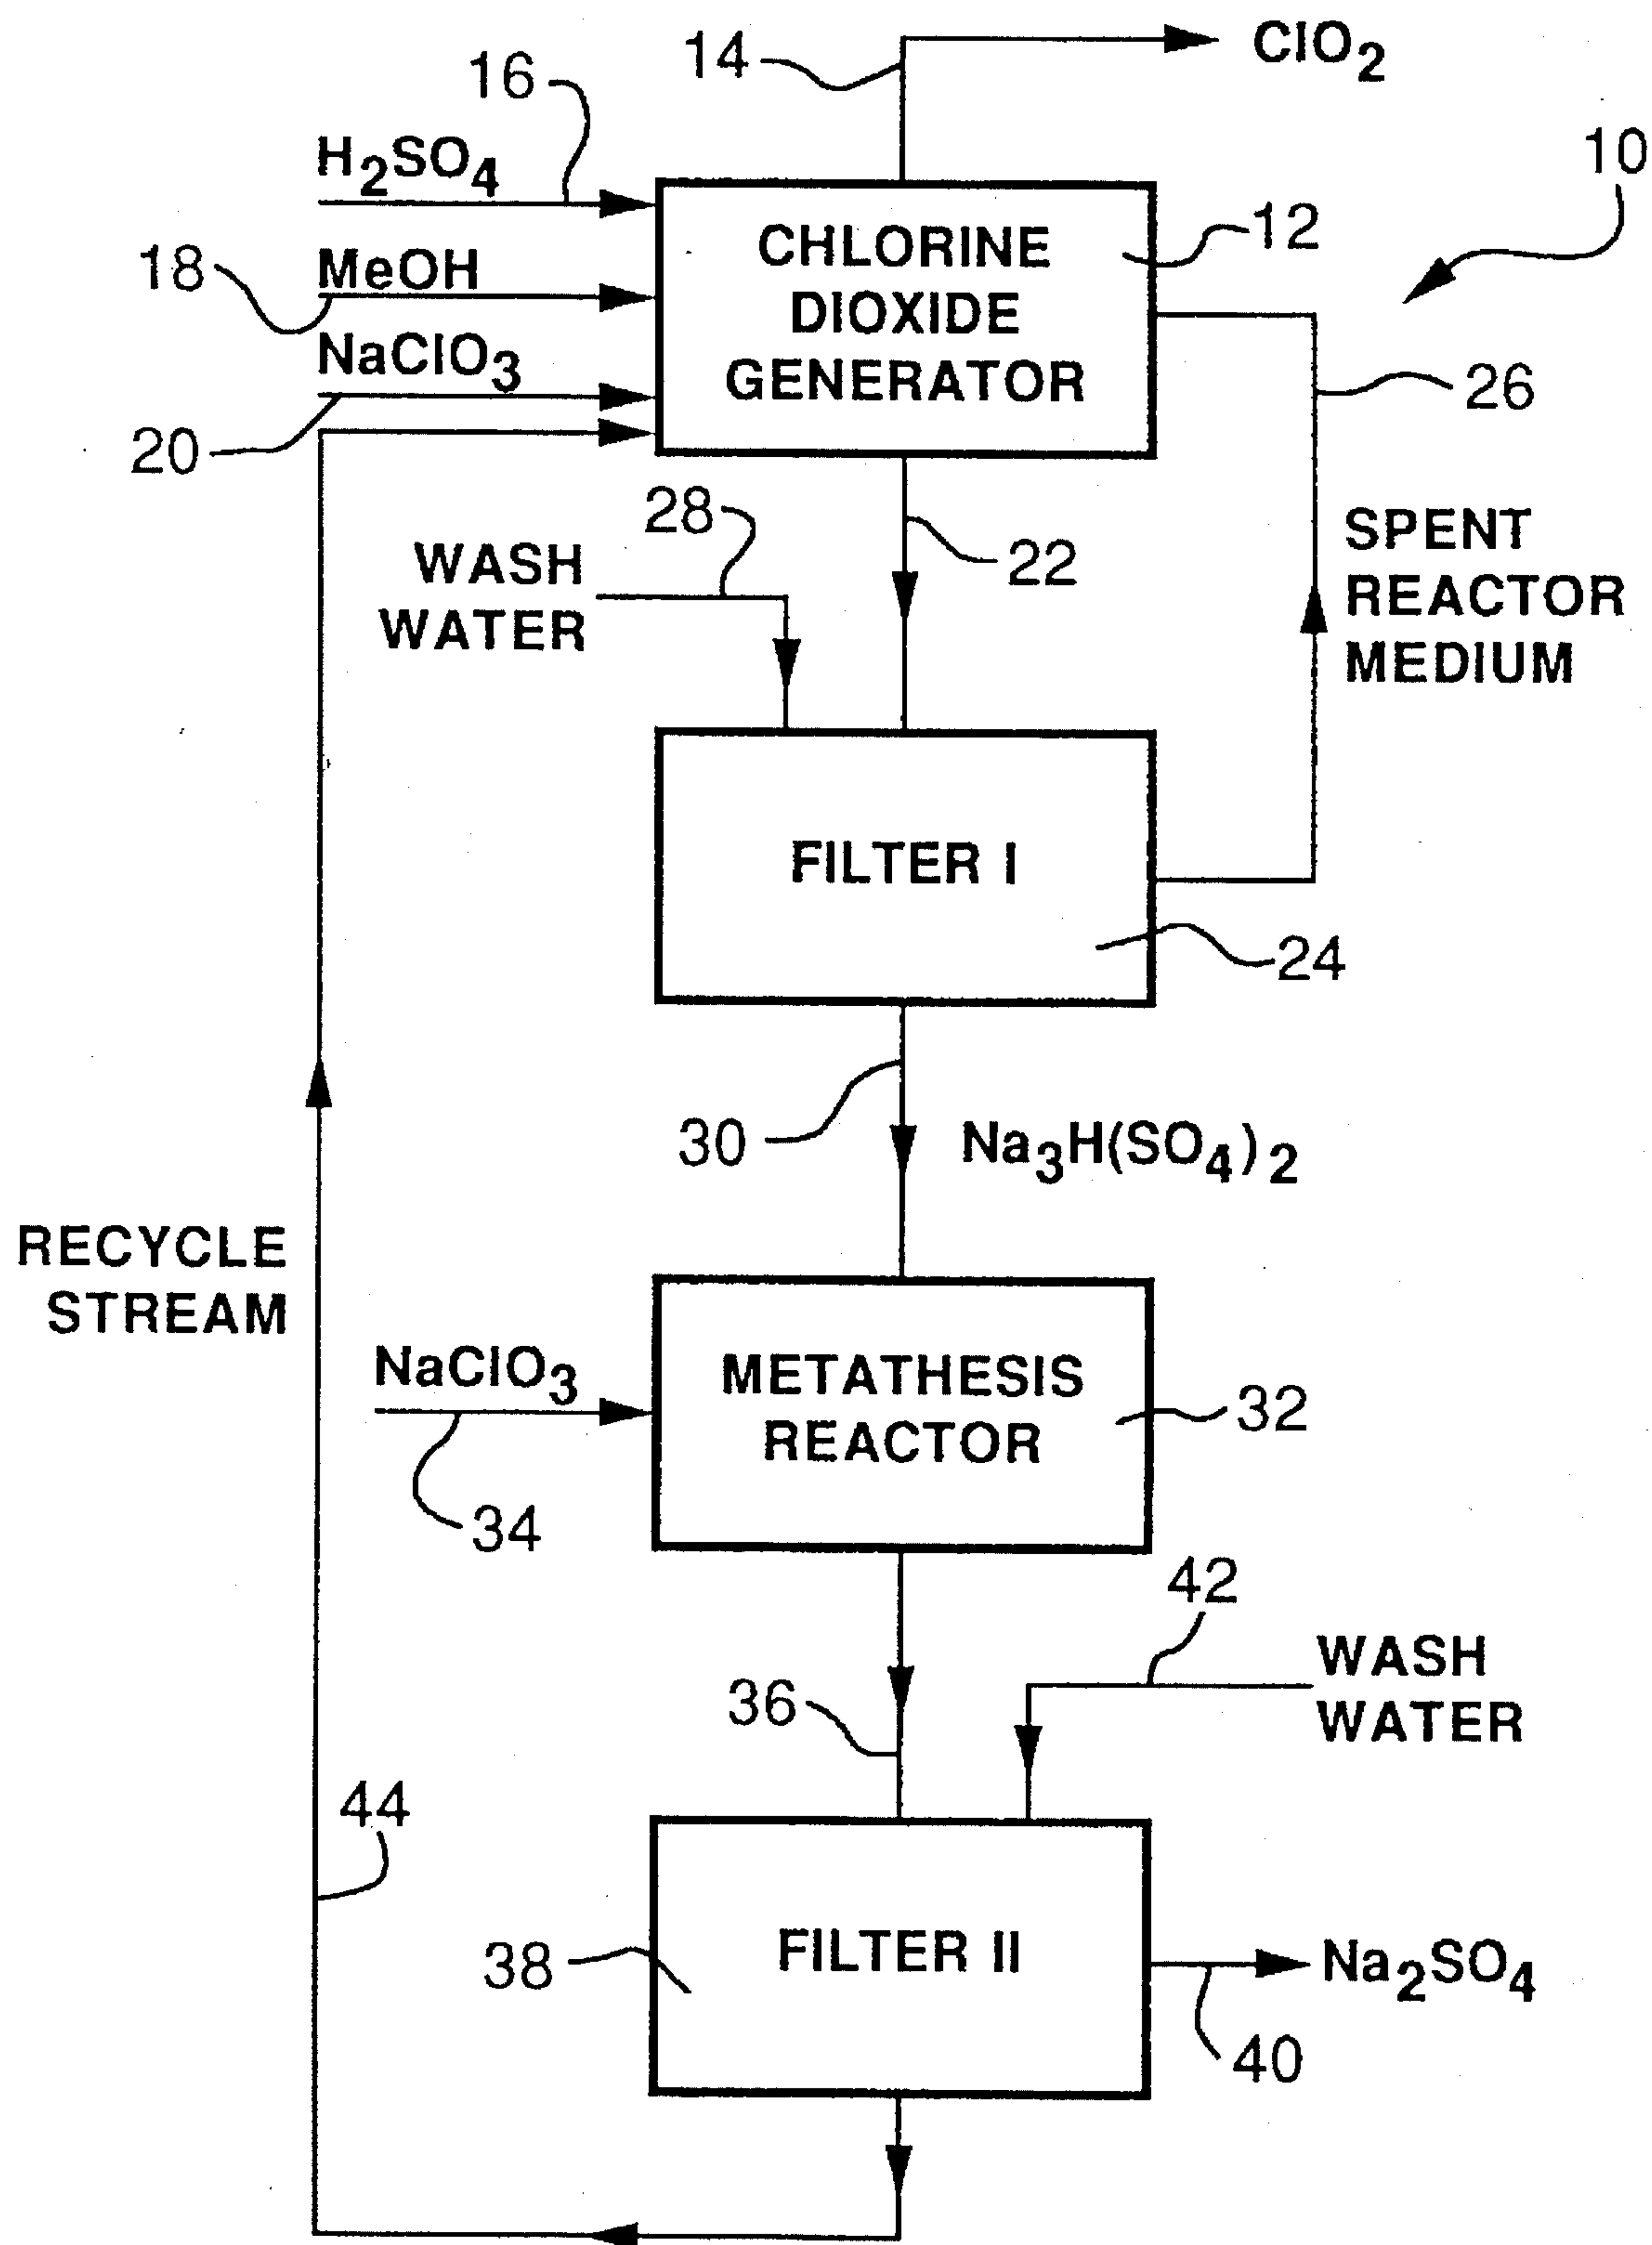 14
ClO2
16
10
H2SO4
12
CHLORINE
DIOXIDE
GENERATOR
18
MeOH
NaClO3
26
20
28
22
WASH
WATER
SPENT
REACTOR
MEDIUM
FILTER I
24
30
Na3H(SO4)2
RECYCLE
STREAM
NaClO3
METATHESIS
REACTOR
32
34
42
WASH
WATER
36
44
FILTER II
38
Na2SO4
40